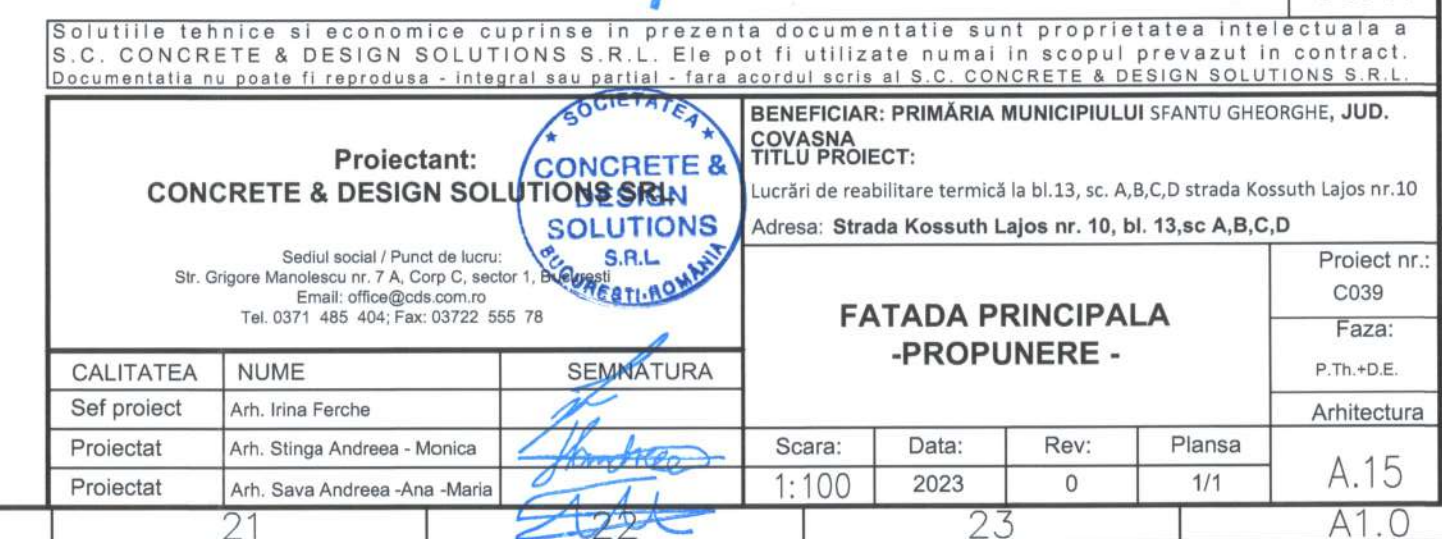 Solutiile tehnice si economice cuprinse in prezenta documentatie sunt proprietatea intelectuala a
S.C. CONCRETE & DESIGN SOLUTIONS S.R.L. Ele pot fi utilizate numai in scopul prevazut in contract.
Documentatia nu poate fi reprodusa - integral sau partial - fara acordul scris al S.C. CONCRETE & DESIGN SOLUTIONS S.R.L.
Proiectant:
CONCRETE & DESIGN SOLUTIONS SRL
Sediul social / Punct de lucru:
Str. Grigore Manolescu nr. 7 A, Corp C, sector 1, Bucuresti
Email: office@cds.com.ro
Tel. 0371 485 404; Fax: 03722 555 78
* SOCIETATEA *
CONCRETE &
DESIGN
SOLUTIONS
S.R.L.
BUCUREȘTI-ROMÂNIA
BENEFICIAR: PRIMĂRIA MUNICIPIULUI SFANTU GHEORGHE, JUD.
COVASNA
TITLU PROIECT:
Lucrări de reabilitare termică la bl.13, sc. A,B,C,D strada Kossuth Lajos nr.10
Adresa: Strada Kossuth Lajos nr. 10, bl. 13,sc A,B,C,D
FATADA PRINCIPALA
-PROPUNERE -
Proiect nr.:
C039
Faza:
P.Th.+D.E.
Arhitectura
CALITATEA NUME SEMNATURA
Sef proiect Arh. Irina Ferche
Proiectat Arh. Stinga Andreea - Monica
Proiectat Arh. Sava Andreea -Ana -Maria
Scara: Data: Rev: Plansa
1:100 2023 0 1/1
A.15
21 22 23 A1.0